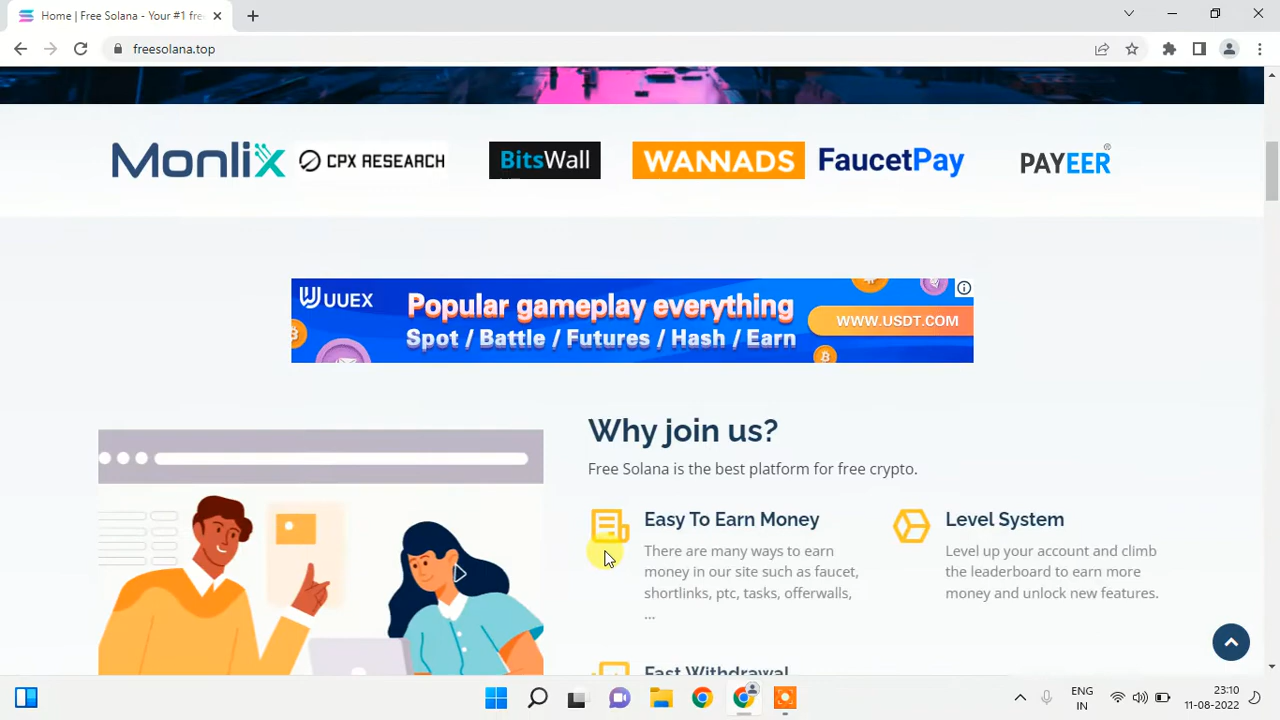 Home | Free Solana - Your #1 fre
freesolana.top
Monlix
CPX RESEARCH
BitsWall
WANNADS
FaucetPay
PAYEER®
UUEX
Popular gameplay everything
Spot / Battle / Futures / Hash / Earn
WWW.USDT.COM
Why join us?
Free Solana is the best platform for free crypto.
Easy To Earn Money
There are many ways to earn
money in our site such as faucet,
shortlinks, ptc, tasks, offerwalls,
...
Level System
Level up your account and climb
the leaderboard to earn more
money and unlock new features.
Fast Withdrawal
ENG
IN
23:10
11-08-2022